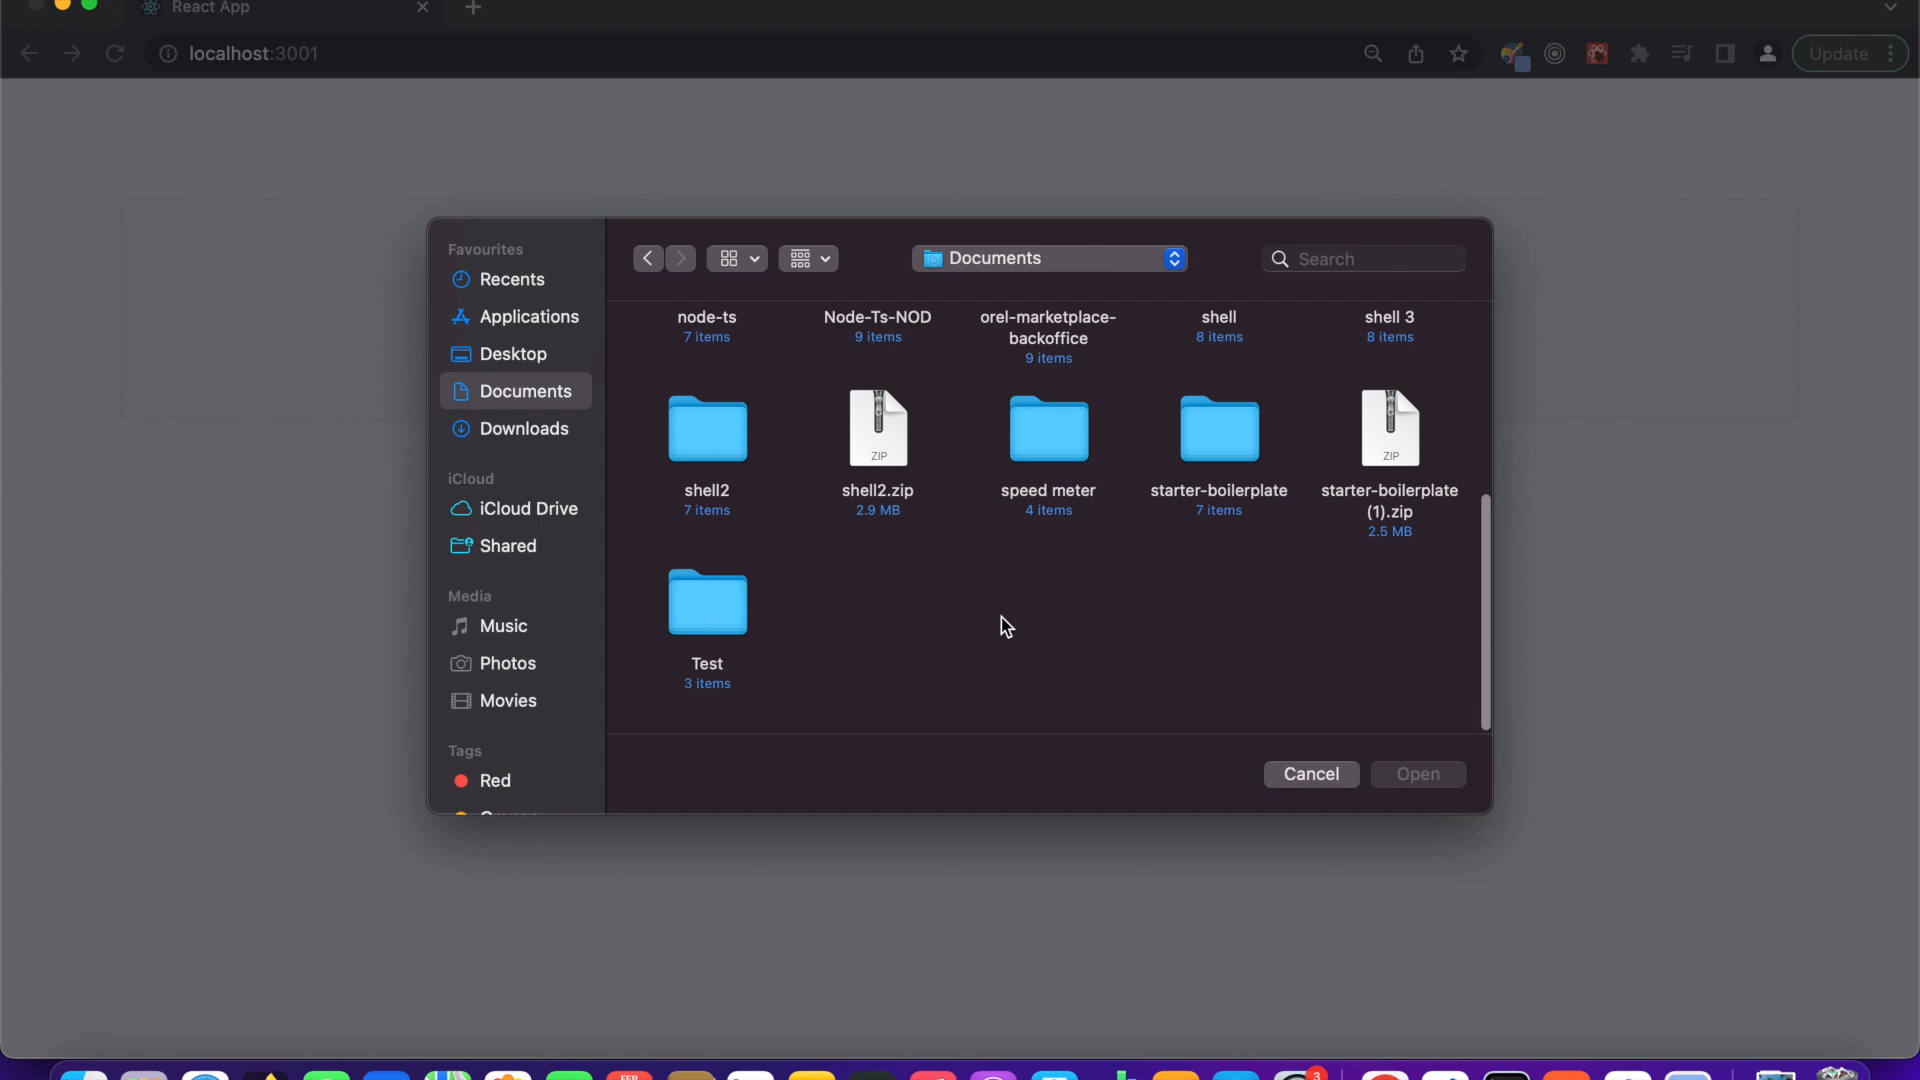 React App
localhost:3001
Update
Favourites
Recents
Applications
Desktop
Documents
Downloads
iCloud
iCloud Drive
Shared
Media
Music
Photos
Movies
Tags
Red
Documents
Search
node-ts
7 items
Node-Ts-NOD
9 items
orel-marketplace-
backoffice
9 items
shell
8 items
shell 3
8 items
shell2
7 items
ZIP
shell2.zip
2.9 MB
speed meter
4 items
starter-boilerplate
7 items
ZIP
starter-boilerplate
(1).zip
2.5 MB
Test
3 items
Cancel
Open
FEB
3